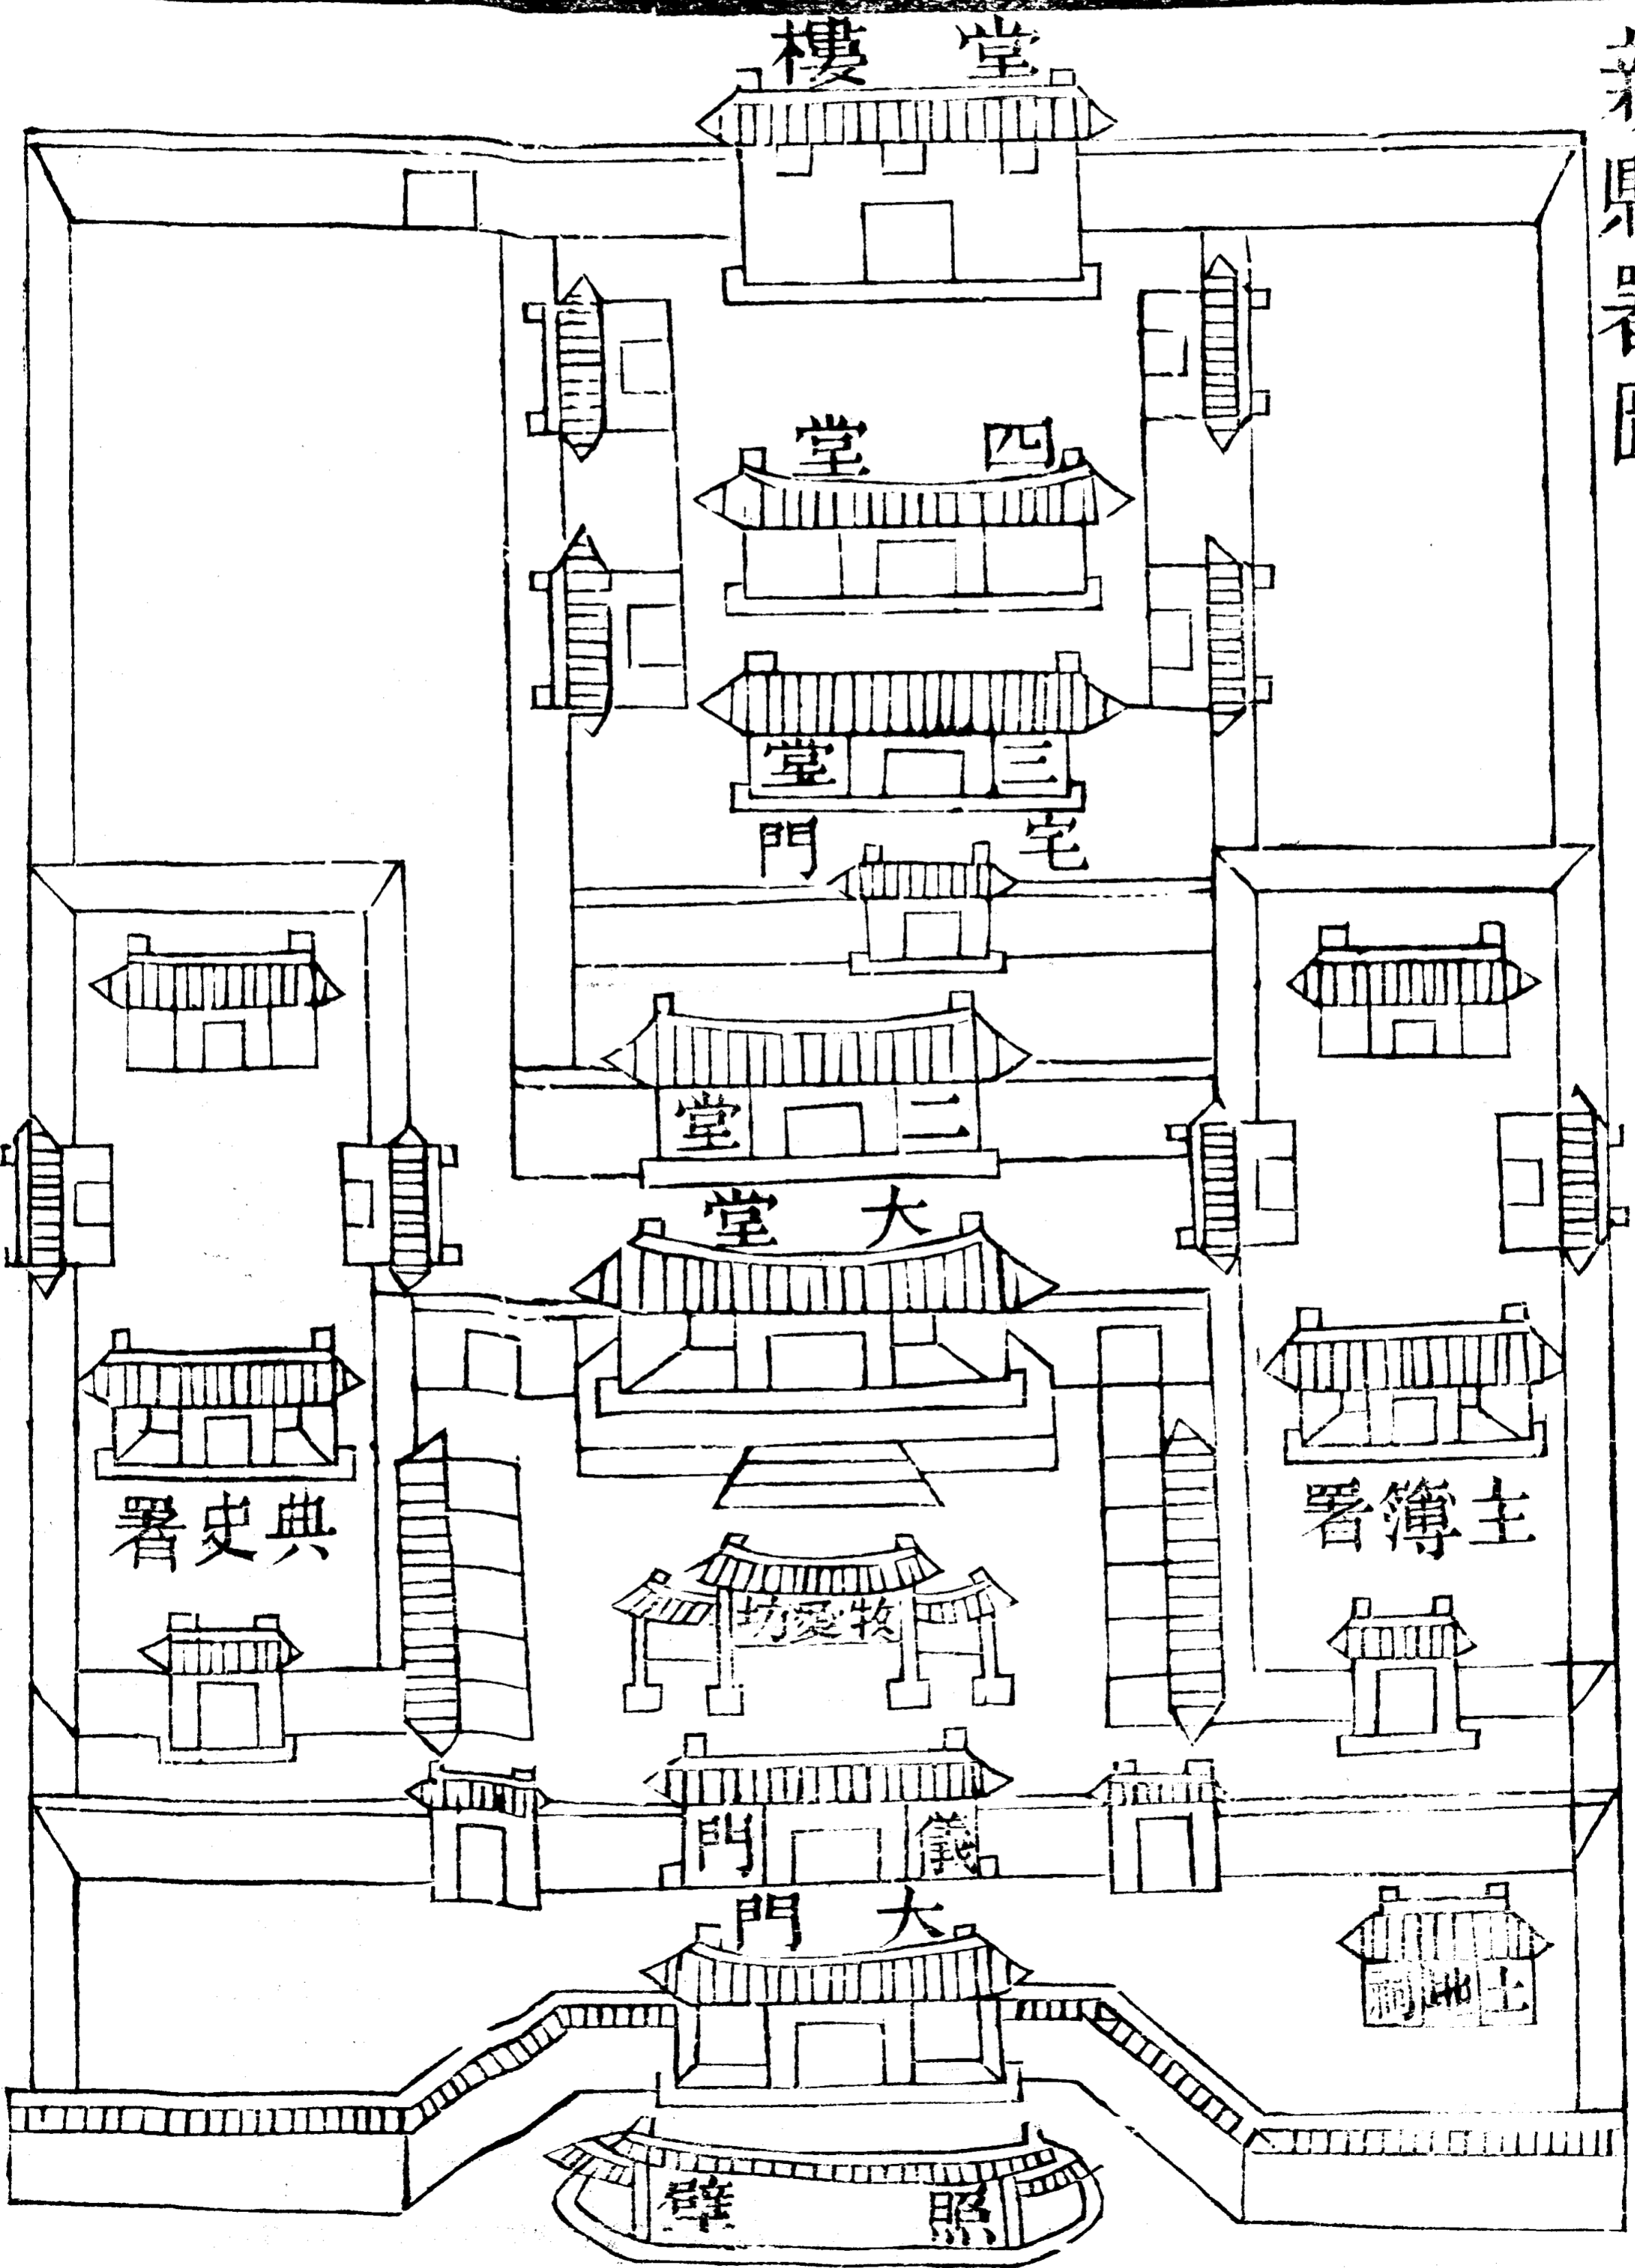 堂樓
四堂
三堂
宅門
二堂
大堂
主簿署
典史署
牧愛坊
儀門
大門
土地祠
照壁